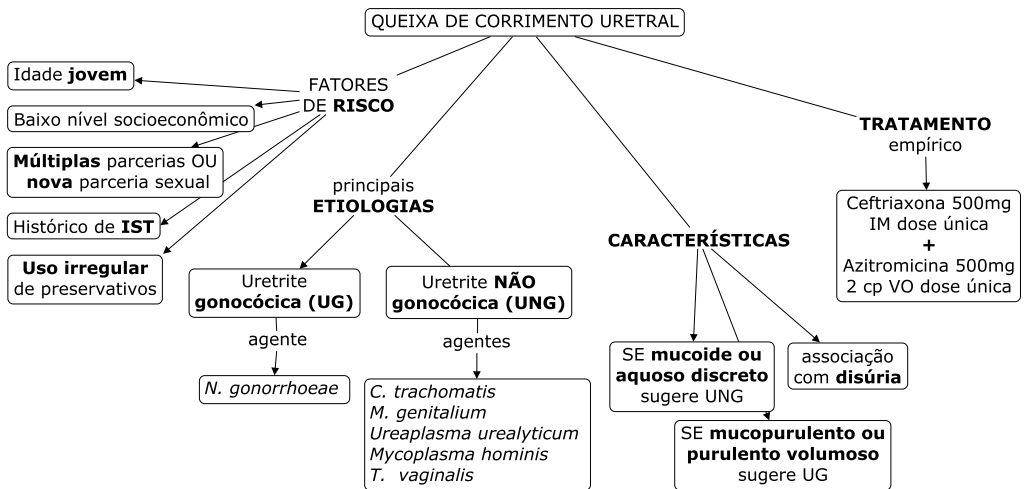 QUEIXA DE CORRIMENTO URETRAL
FATORES
DE RISCO
Idade jovem
Baixo nível socioeconômico
Múltiplas parcerias OU
nova parceria sexual
Histórico de IST
Uso irregular
de preservativos
principais
ETIOLOGIAS
Uretrite
gonocócica (UG)
agente
N. gonorrhoeae
Uretrite NÃO
gonocócica (UNG)
agentes
C. trachomatis
M. genitalium
Ureaplasma urealyticum
Mycoplasma hominis
T. vaginalis
CARACTERÍSTICAS
SE mucoide ou
aquoso discreto
sugere UNG
SE mucopurulento ou
purulento volumoso
sugere UG
associação
com disúria
TRATAMENTO
empírico
Ceftriaxona 500mg
IM dose única
+
Azitromicina 500mg
2 cp VO dose única